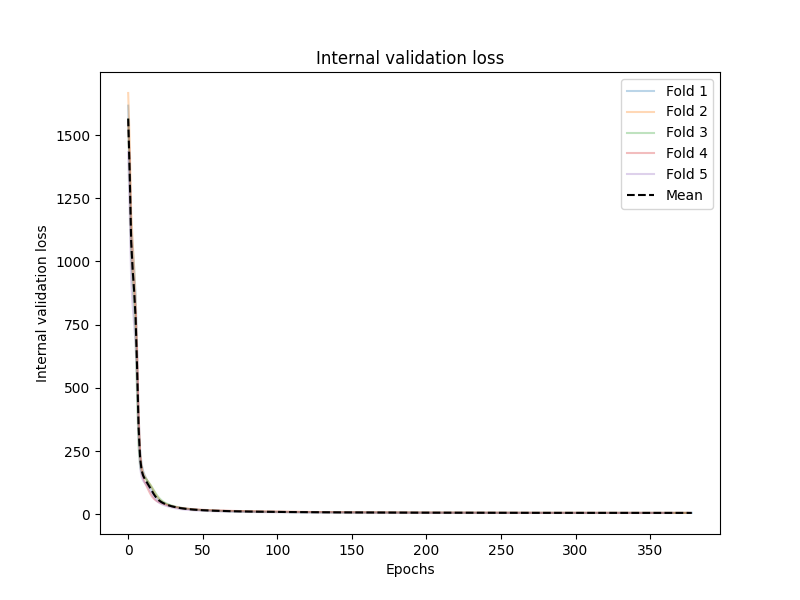 Internal validation loss
Internal validation loss
1500
1250
1000
750
500
250
0
Fold 1
Fold 2
Fold 3
Fold 4
Fold 5
Mean
0 50 100 150 200 250 300 350
Epochs